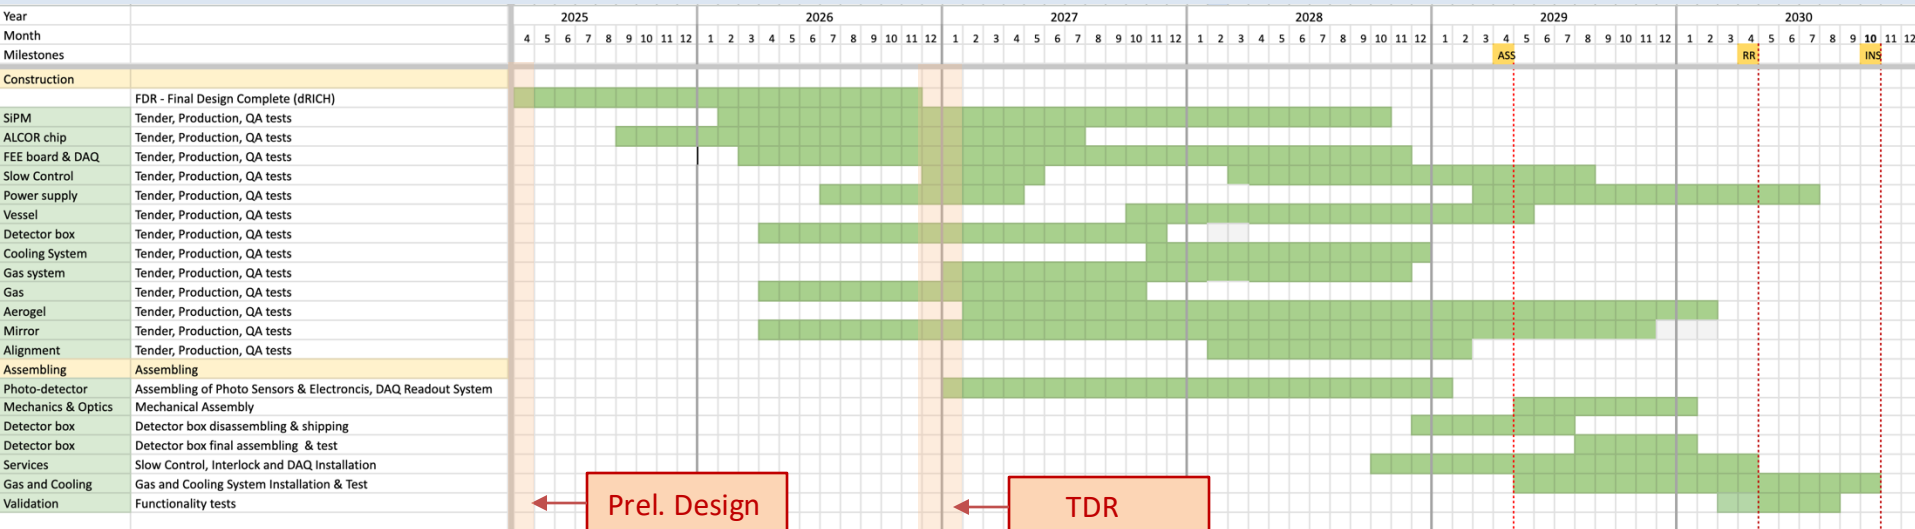 Year 2025 2026 2027 2028 2029 2030
Month 4 5 6 7 8 9 10 11 12 1 2 3 4 5 6 7 8 9 10 11 12 1 2 3 4 5 6 7 8 9 10 11 12 1 2 3 4 5 6 7 8 9 10 11 12 1 2 3 4 5 6 7 8 9 10 11 12 1 2 3 4 5 6 7 8 9 10 11 12
Milestones ASS RR INS
Construction
FDR - Final Design Complete (dRICH)
SiPM Tender, Production, QA tests
ALCOR chip Tender, Production, QA tests
FEE board & DAQ Tender, Production, QA tests
Slow Control Tender, Production, QA tests
Power supply Tender, Production, QA tests
Vessel Tender, Production, QA tests
Detector box Tender, Production, QA tests
Cooling System Tender, Production, QA tests
Gas system Tender, Production, QA tests
Gas Tender, Production, QA tests
Aerogel Tender, Production, QA tests
Mirror Tender, Production, QA tests
Alignment Tender, Production, QA tests
Assembling Assembling
Photo-detector Assembling of Photo Sensors & Electroncis, DAQ Readout System
Mechanics & Optics Mechanical Assembly
Detector box Detector box disassembling & shipping
Detector box Detector box final assembling & test
Services Slow Control, Interlock and DAQ Installation
Gas and Cooling Gas and Cooling System Installation & Test
Validation Functionality tests
Prel. Design
TDR